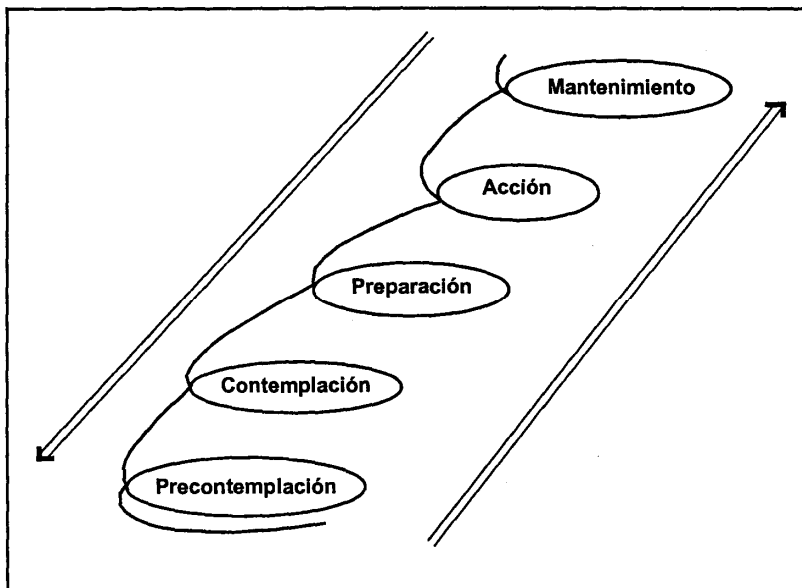 Mantenimiento
Acción
Preparación
Contemplación
Precontemplación